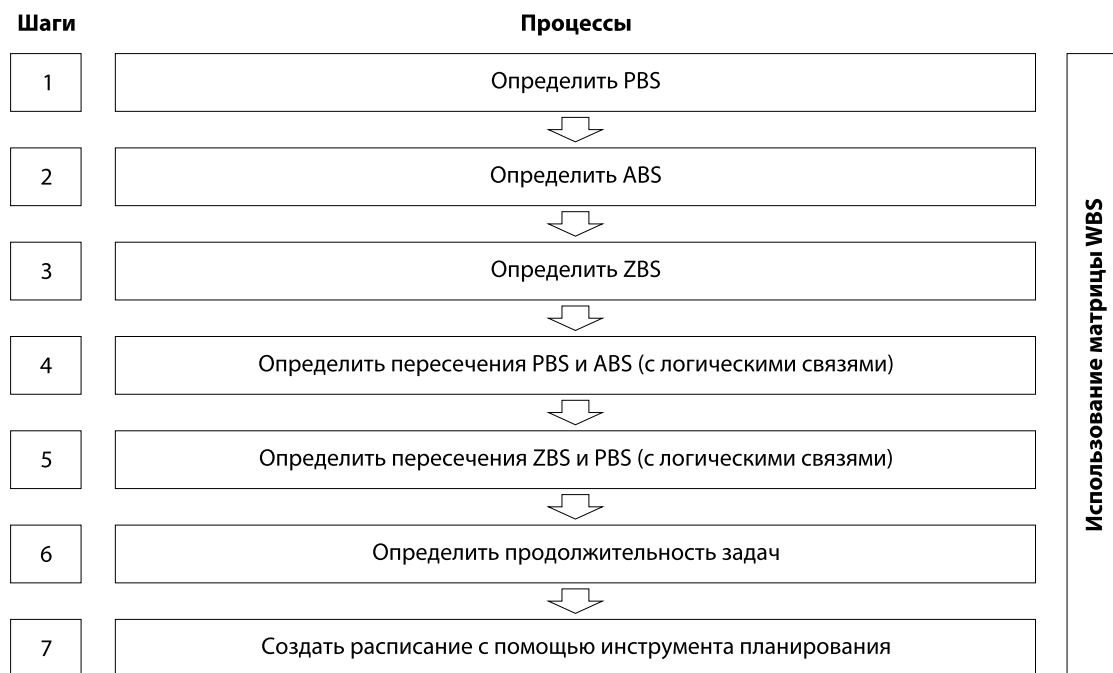 Шаги
Процессы
1
Определить PBS
2
Определить ABS
3
Определить ZBS
4
Определить пересечения PBS и ABS (с логическими связями)
5
Определить пересечения ZBS и PBS (с логическими связями)
6
Определить продолжительность задач
7
Создать расписание с помощью инструмента планирования
Использование матрицы WBS